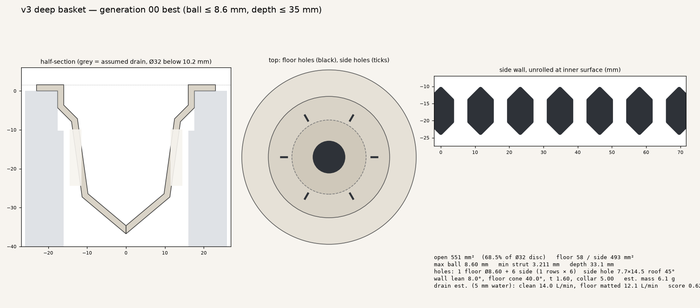 v3 deep basket — generation 00 best (ball ≤ 8.6 mm, depth ≤ 35 mm)
half-section (grey = assumed drain, Ø32 below 10.2 mm)
top: floor holes (black), side holes (ticks)
side wall, unrolled at inner surface (mm)
0
−10
−20
−30
−40
−20
−10
0
10
20
−10
−15
−20
−25
0
10
20
30
40
50
60
70
open 551 mm² (68.5% of Ø32 disc) floor 58 / side 493 mm²
max ball 8.60 mm min strut 3.211 mm depth 33.1 mm
holes: 1 floor Ø8.60 + 6 side (1 rows × 6) side hole 7.7×14.5 roof 45°
wall lean 8.0°, floor cone 40.0°, t 1.60, collar 5.00 est. mass 6.1 g
drain est. (5 mm water): clean 14.0 L/min, floor matted 12.1 L/min score